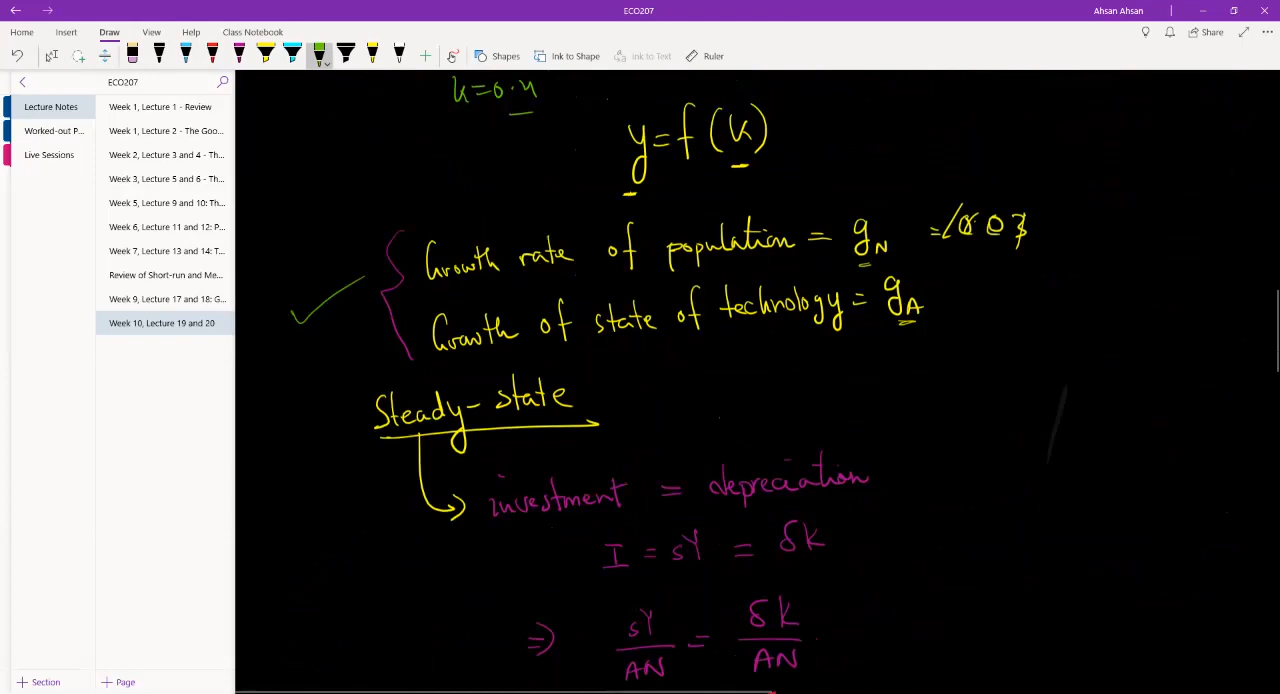 ECO207
Ahsan Ahsan
Home Insert Draw View Help Class Notebook
Share
Shapes Ink to Shape Ink to Text Ruler
ECO207
Lecture Notes
Worked-out P...
Live Sessions
Week 1, Lecture 1 - Review
Week 1, Lecture 2 - The Goo...
Week 2, Lecture 3 and 4 - Th...
Week 3, Lecture 5 and 6 - Th...
Week 5, Lecture 9 and 10: Th...
Week 6, Lecture 11 and 12: P...
Week 7, Lecture 13 and 14: T...
Review of Short-run and Me...
Week 9, Lecture 17 and 18: G...
Week 10, Lecture 19 and 20
+ Section
+ Page
y = f (k)
Growth rate of population = gN
Growth of state of technology = gA
Steady-state
investment = depreciation
I = sY = δK
⇒ sY/AN = δK/AN